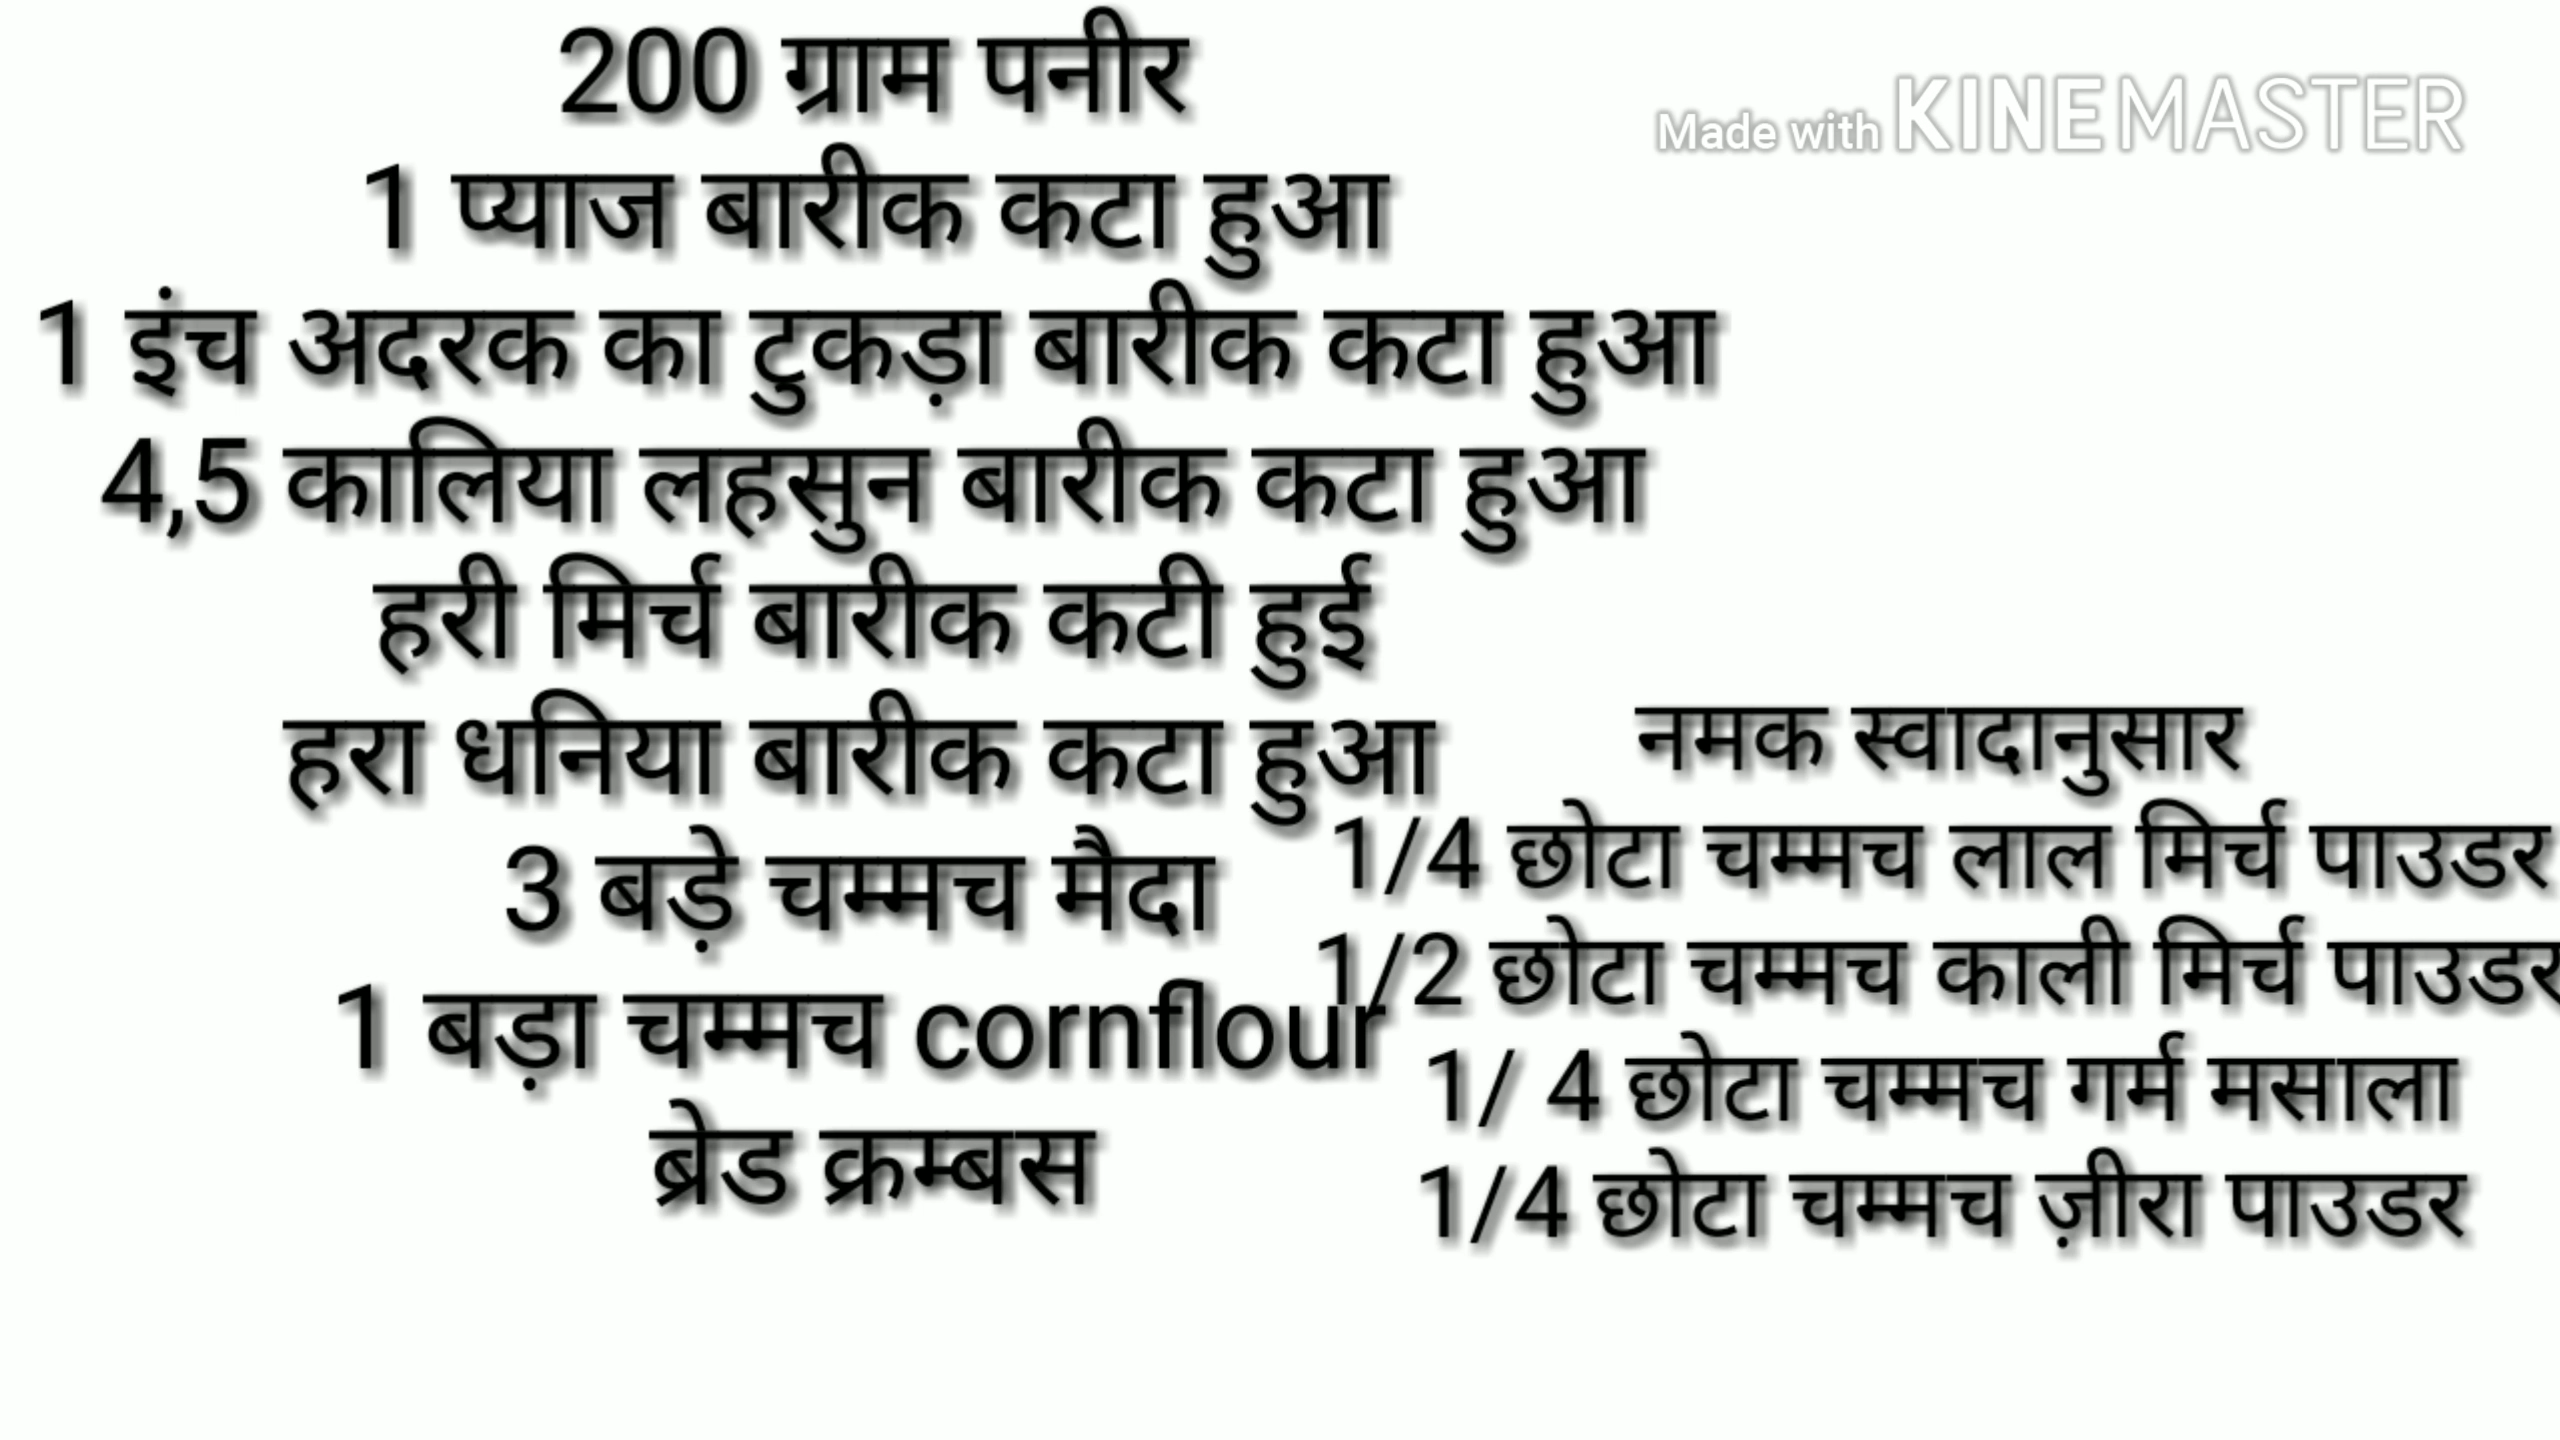 200 ग्राम पनीर
1 प्याज बारीक कटा हुआ
1 इंच अदरक का टुकड़ा बारीक कटा हुआ
4,5 कालिया लहसुन बारीक कटा हुआ
हरी मिर्च बारीक कटी हुई
हरा धनिया बारीक कटा हुआ
3 बड़े चम्मच मैदा
1 बड़ा चम्मच cornflour
ब्रेड क्रम्बस
Made with KINEMASTER
नमक स्वादानुसार
1/4 छोटा चम्मच लाल मिर्च पाउडर
1/2 छोटा चम्मच काली मिर्च पाउडर
1/ 4 छोटा चम्मच गर्म मसाला
1/4 छोटा चम्मच ज़ीरा पाउडर